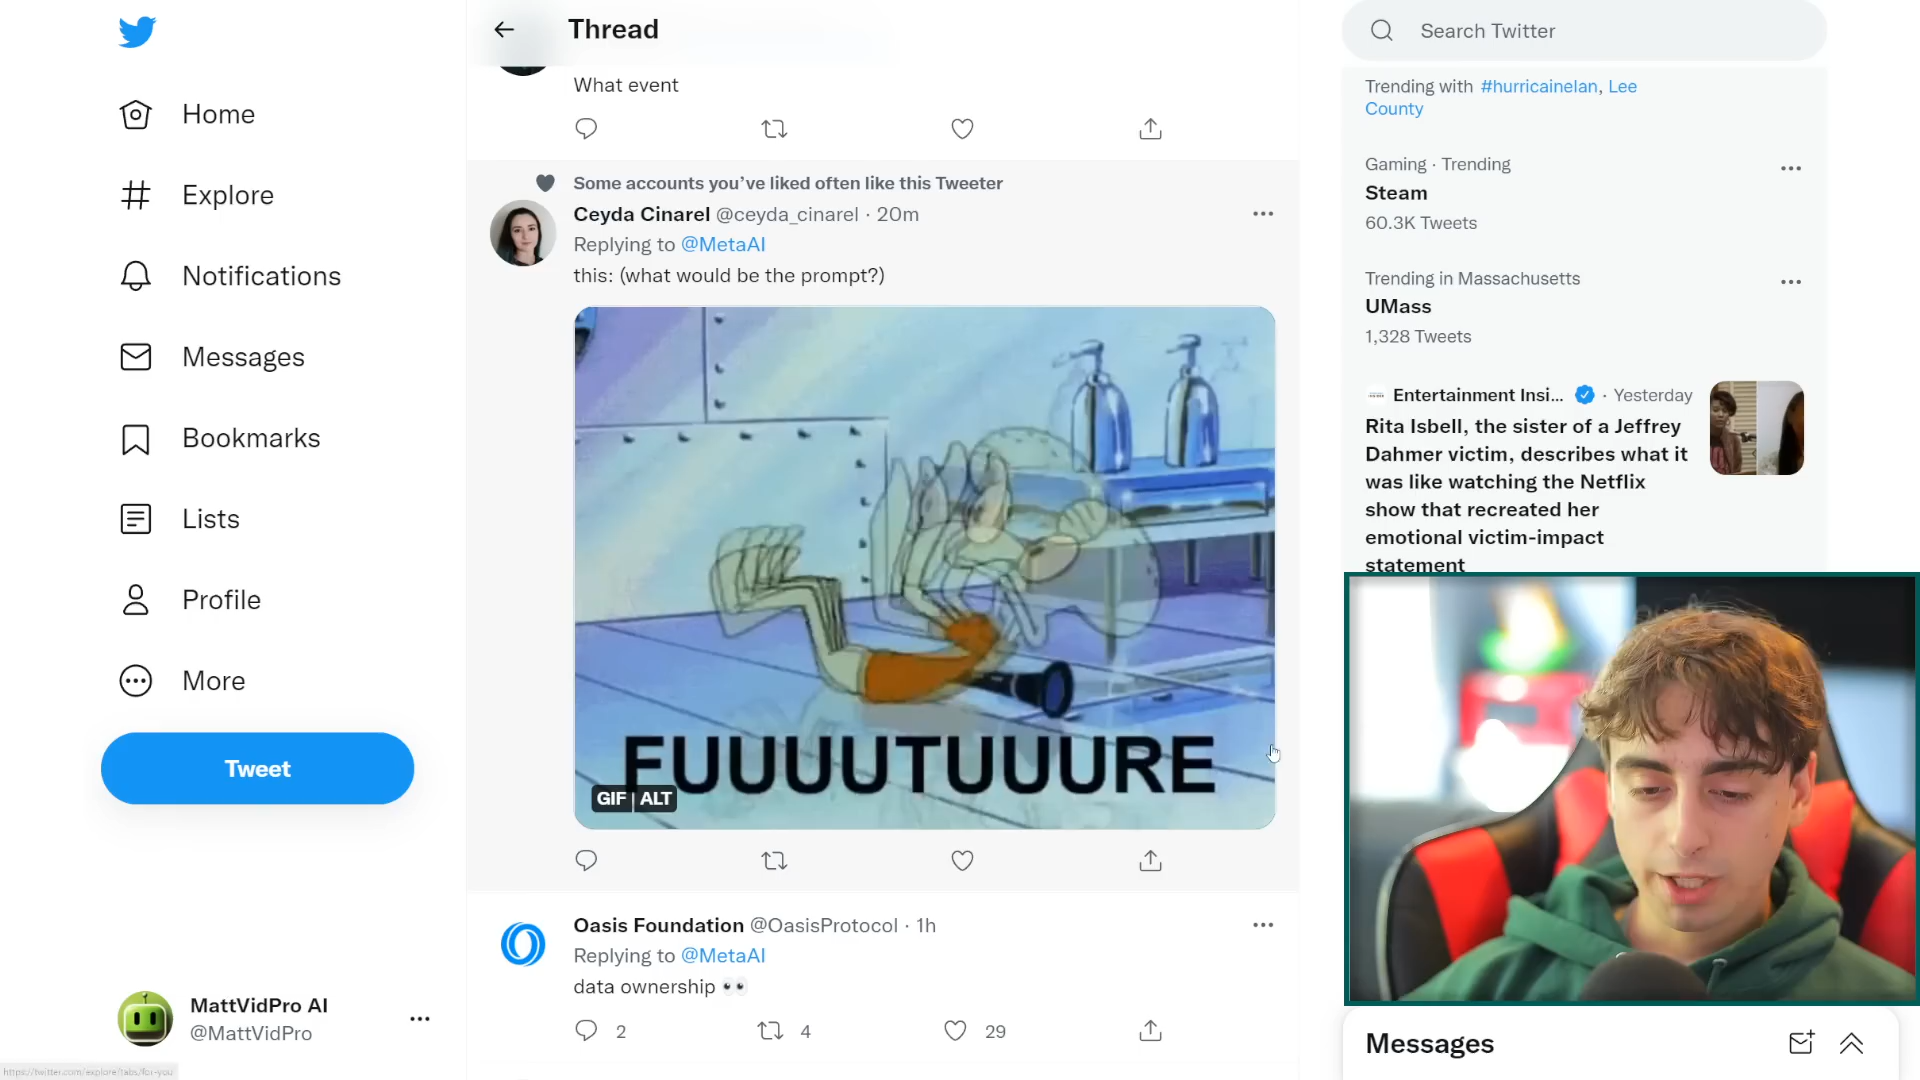 Thread
Search Twitter
Home
Explore
Notifications
Messages
Bookmarks
Lists
Profile
More
Tweet
MattVidPro AI
@MattVidPro
https://twitter.com/explore/tabs/for-you
What event
Some accounts you’ve liked often like this Tweeter
Ceyda Cinarel @ceyda_cinarel · 20m
Replying to @MetaAI
this: (what would be the prompt?)
FUUUUTUUURE
GIF | ALT
Oasis Foundation @OasisProtocol · 1h
Replying to @MetaAI
data ownership 👀
2 4 29
Trending with #hurricainelan, Lee
County
Gaming · Trending
Steam
60.3K Tweets
Trending in Massachusetts
UMass
1,328 Tweets
Entertainment Insi... · Yesterday
Rita Isbell, the sister of a Jeffrey
Dahmer victim, describes what it
was like watching the Netflix
show that recreated her
emotional victim-impact
statement
Messages